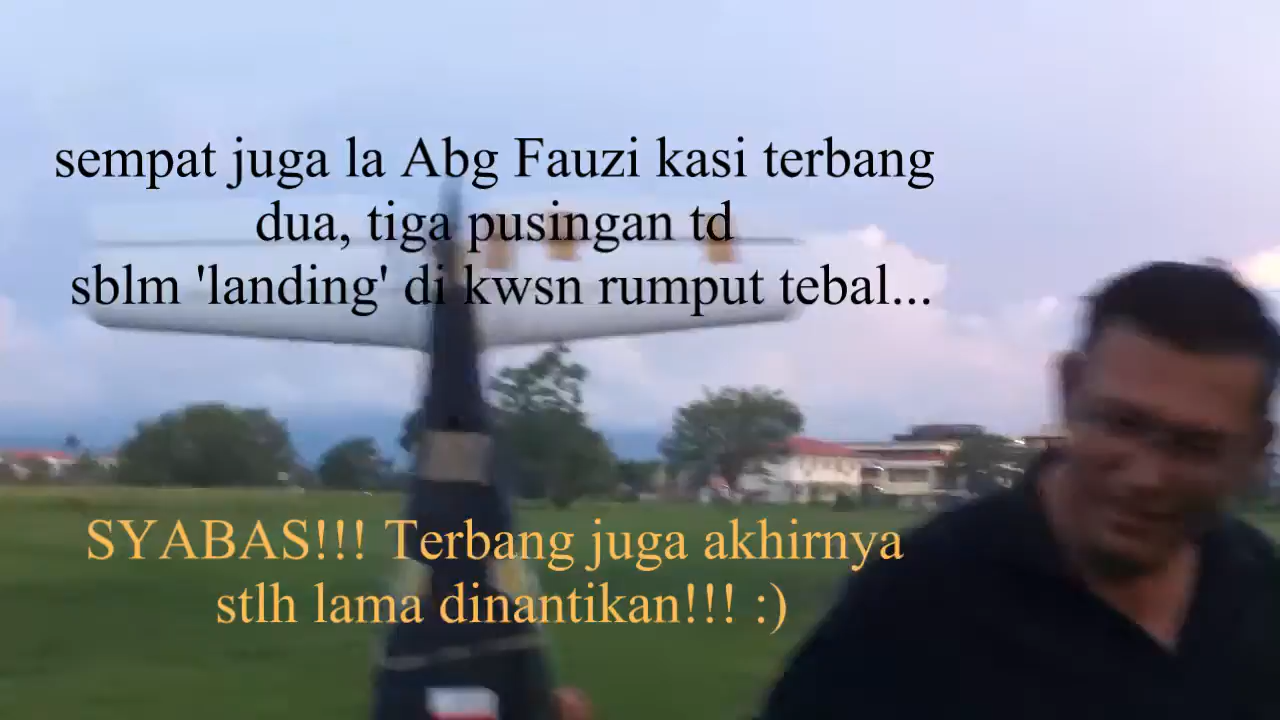 sempat juga la Abg Fauzi kasi terbang
dua, tiga pusingan td
sblm 'landing' di kwsn rumput tebal...
SYABAS!!! Terbang juga akhirnya
stlh lama dinantikan!!! :)